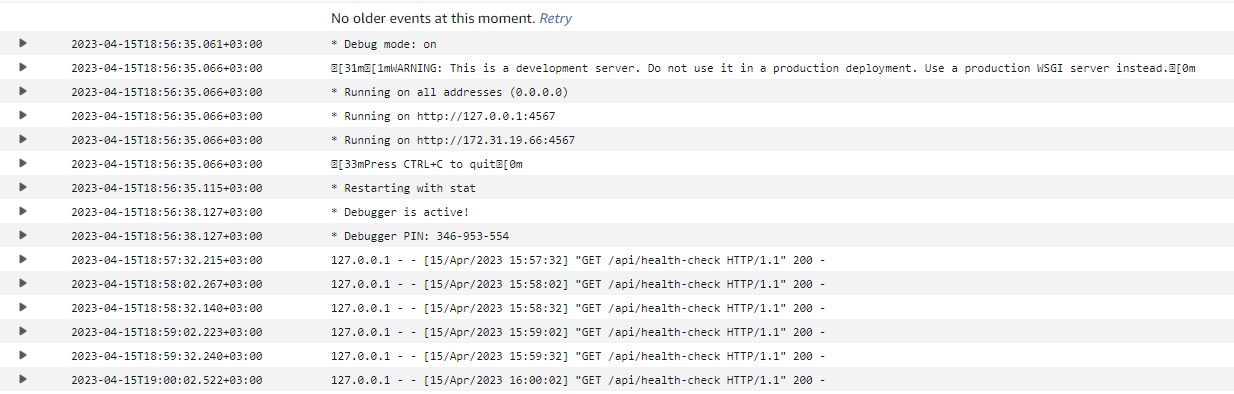 No older events at this moment. Retry
2023-04-15T18:56:35.061+03:00 * Debug mode: on
2023-04-15T18:56:35.066+03:00 [31m[1mWARNING: This is a development server. Do not use it in a production deployment. Use a production WSGI server instead.[0m
2023-04-15T18:56:35.066+03:00 * Running on all addresses (0.0.0.0)
2023-04-15T18:56:35.066+03:00 * Running on http://127.0.0.1:4567
2023-04-15T18:56:35.066+03:00 * Running on http://172.31.19.66:4567
2023-04-15T18:56:35.066+03:00 [33mPress CTRL+C to quit[0m
2023-04-15T18:56:35.115+03:00 * Restarting with stat
2023-04-15T18:56:38.127+03:00 * Debugger is active!
2023-04-15T18:56:38.127+03:00 * Debugger PIN: 346-953-554
2023-04-15T18:57:32.215+03:00 127.0.0.1 - - [15/Apr/2023 15:57:32] "GET /api/health-check HTTP/1.1" 200 -
2023-04-15T18:58:02.267+03:00 127.0.0.1 - - [15/Apr/2023 15:58:02] "GET /api/health-check HTTP/1.1" 200 -
2023-04-15T18:58:32.140+03:00 127.0.0.1 - - [15/Apr/2023 15:58:32] "GET /api/health-check HTTP/1.1" 200 -
2023-04-15T18:59:02.223+03:00 127.0.0.1 - - [15/Apr/2023 15:59:02] "GET /api/health-check HTTP/1.1" 200 -
2023-04-15T18:59:32.240+03:00 127.0.0.1 - - [15/Apr/2023 15:59:32] "GET /api/health-check HTTP/1.1" 200 -
2023-04-15T19:00:02.522+03:00 127.0.0.1 - - [15/Apr/2023 16:00:02] "GET /api/health-check HTTP/1.1" 200 -